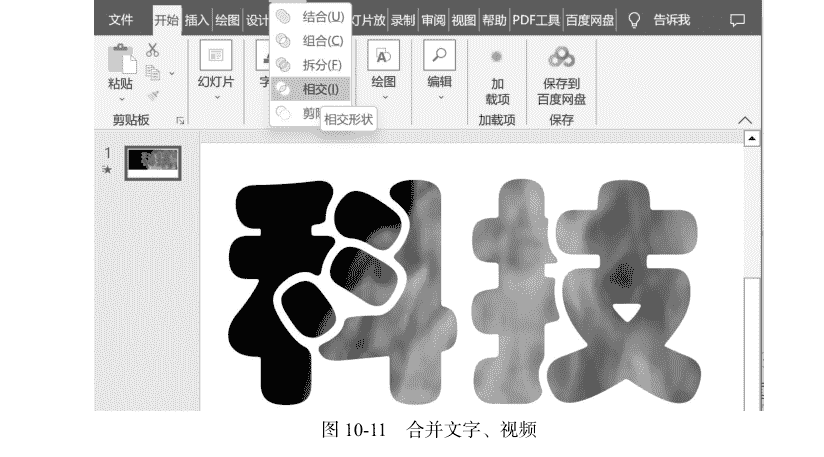 文件 开始 插入 绘图 设计 灯片放 录制 审阅 视图 帮助 PDF工具 百度网盘 告诉我
结合(U)
组合(C)
拆分(F)
相交(I)
剪除
相交形状
粘贴
幻灯片
字
绘图
编辑
加
载项
保存到
百度网盘
剪贴板
加载项
保存
1
科技
图 10-11 合并文字、视频